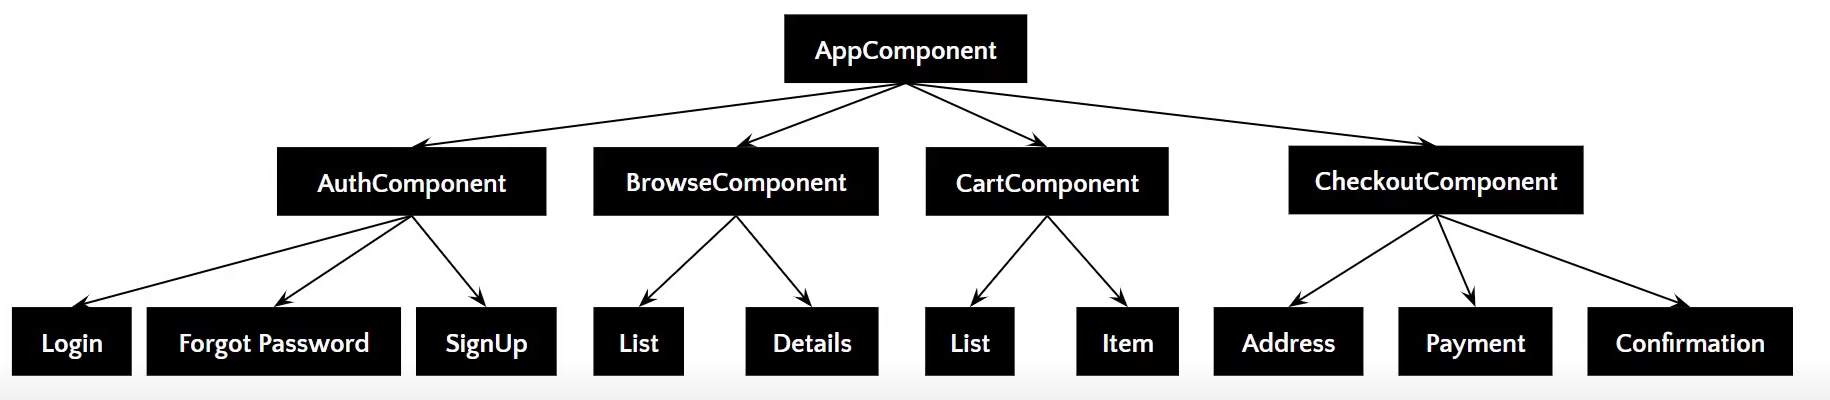 AppComponent
AuthComponent
BrowseComponent
CartComponent
CheckoutComponent
Login
Forgot Password
SignUp
List
Details
List
Item
Address
Payment
Confirmation